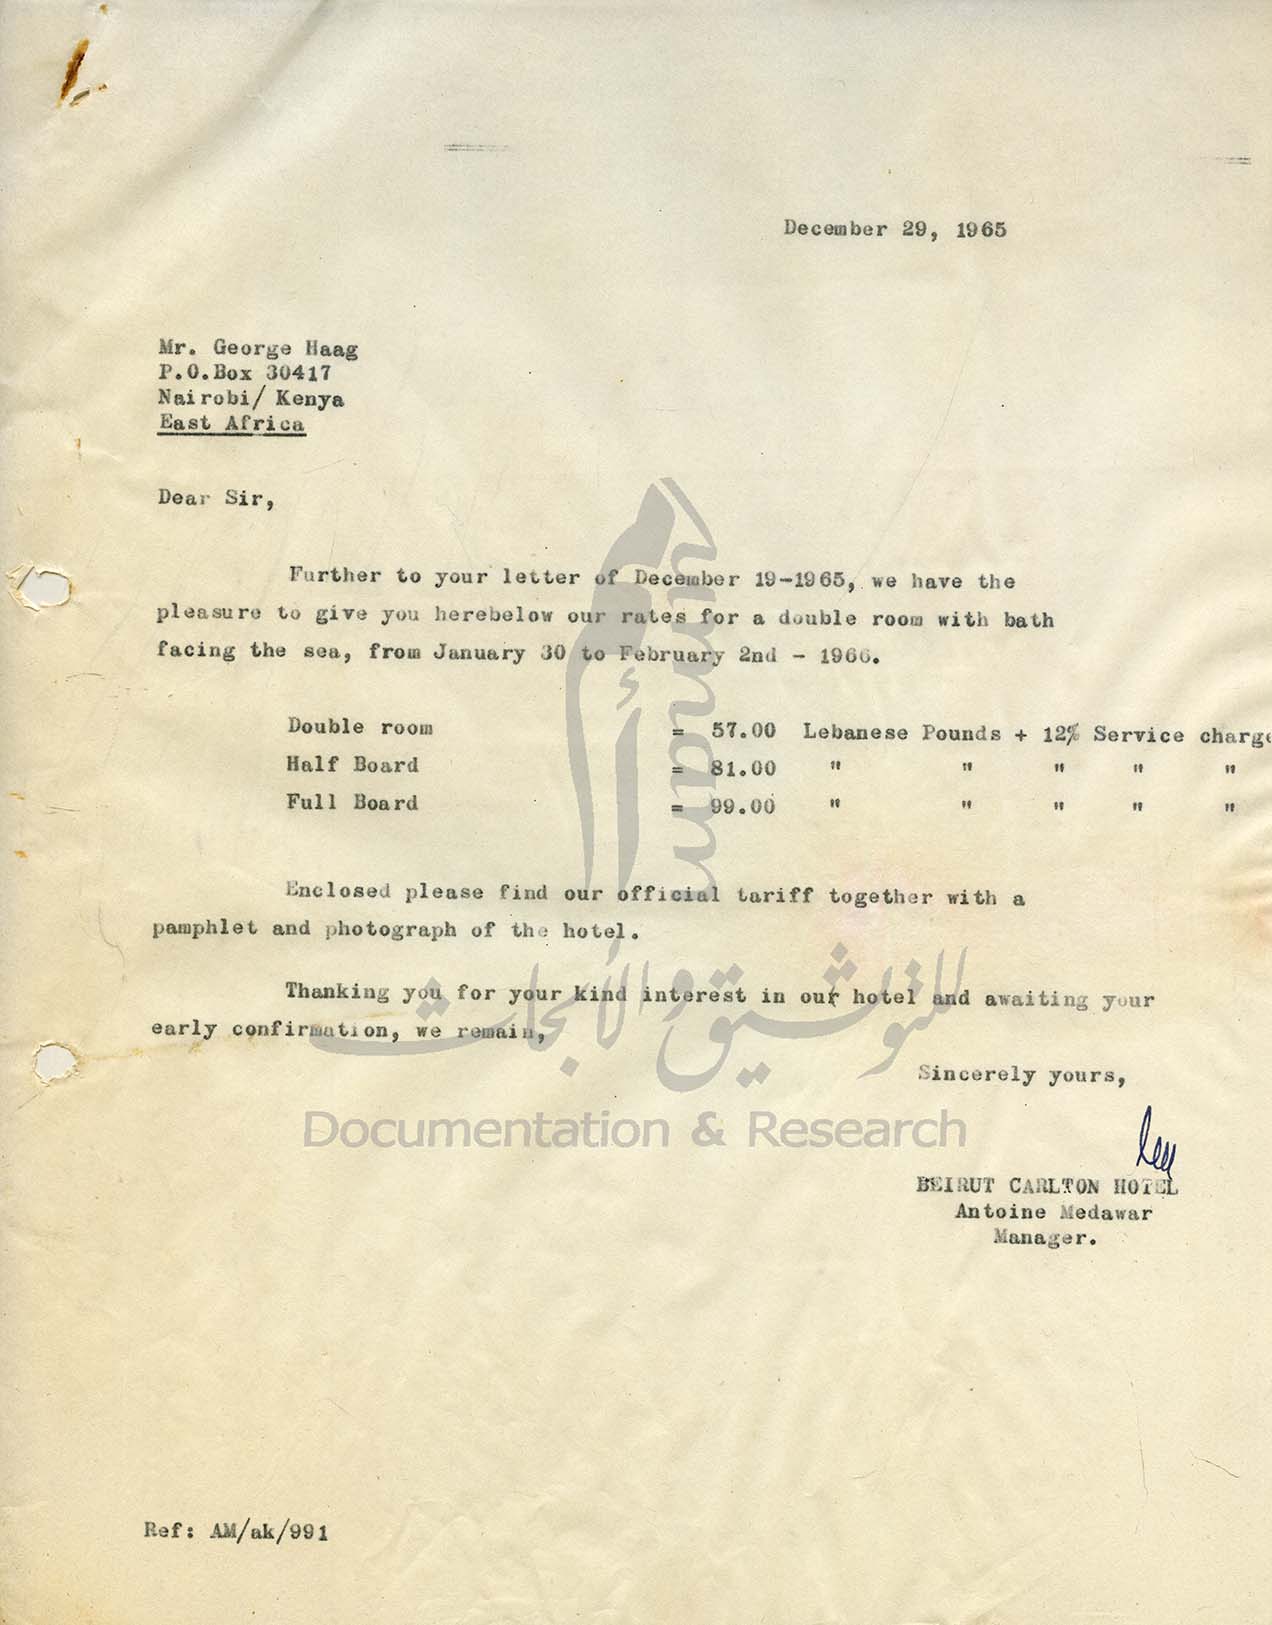 December 29, 1965
Mr. George Haag
P.O.Box 30417
Nairobi/ Kenya
East Africa
Dear Sir,
Further to your letter of December 19-1965, we have the
pleasure to give you herebelow our rates for a double room with bath
facing the sea, from January 30 to February 2nd - 1966.
Double room = 57.00 Lebanese Pounds + 12% Service charge
Half Board = 81.00 " " " " "
Full Board = 99.00 " " " " "
Enclosed please find our official tariff together with a
pamphlet and photograph of the hotel.
Thanking you for your kind interest in our hotel and awaiting your
early confirmation, we remain,
Sincerely yours,
BEIRUT CARLTON HOTEL
Antoine Medawar
Manager.
Ref: AM/ak/991
أمم
umam
للتوثيق والأبحاث
Documentation & Research